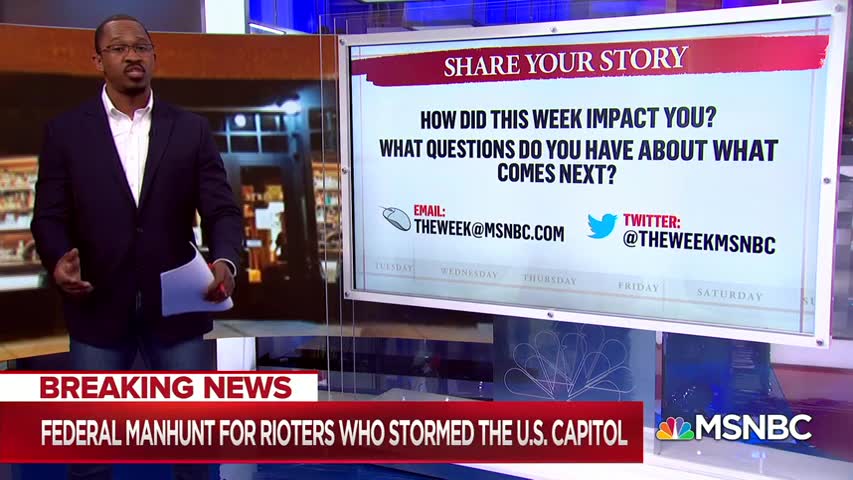 SHARE YOUR STORY
HOW DID THIS WEEK IMPACT YOU?
WHAT QUESTIONS DO YOU HAVE ABOUT WHAT
COMES NEXT?
EMAIL:
THEWEEK@MSNBC.COM
TWITTER:
@THEWEEKMSNBC
TUESDAY
WEDNESDAY
THURSDAY
FRIDAY
SATURDAY
BREAKING NEWS
FEDERAL MANHUNT FOR RIOTERS WHO STORMED THE U.S. CAPITOL
MSNBC